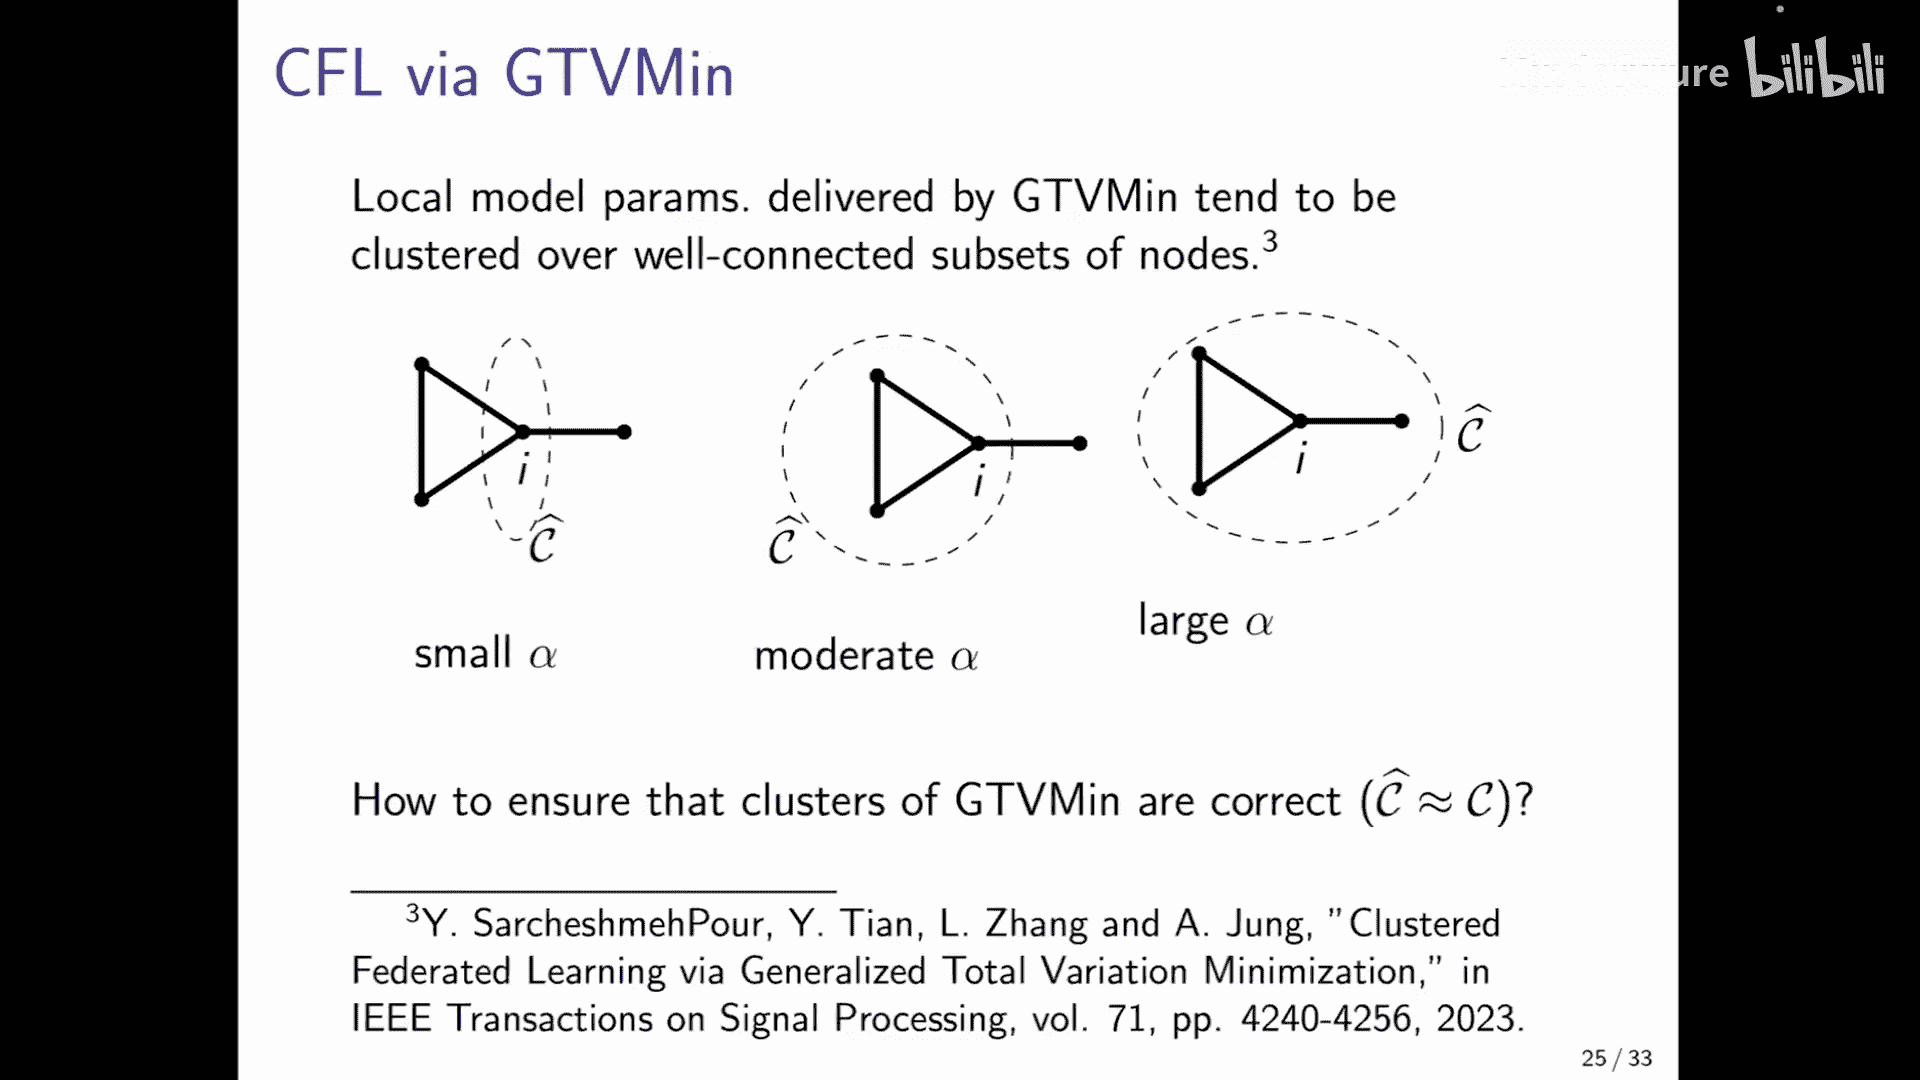 CFL via GTVMin
bilibili
Local model params. delivered by GTVMin tend to be
clustered over well-connected subsets of nodes.³
i
Ĉ
small α
i
Ĉ
moderate α
i
Ĉ
large α
How to ensure that clusters of GTVMin are correct (Ĉ ≈ C)?
³Y. SarcheshmehPour, Y. Tian, L. Zhang and A. Jung, "Clustered
Federated Learning via Generalized Total Variation Minimization," in
IEEE Transactions on Signal Processing, vol. 71, pp. 4240-4256, 2023.
25 / 33